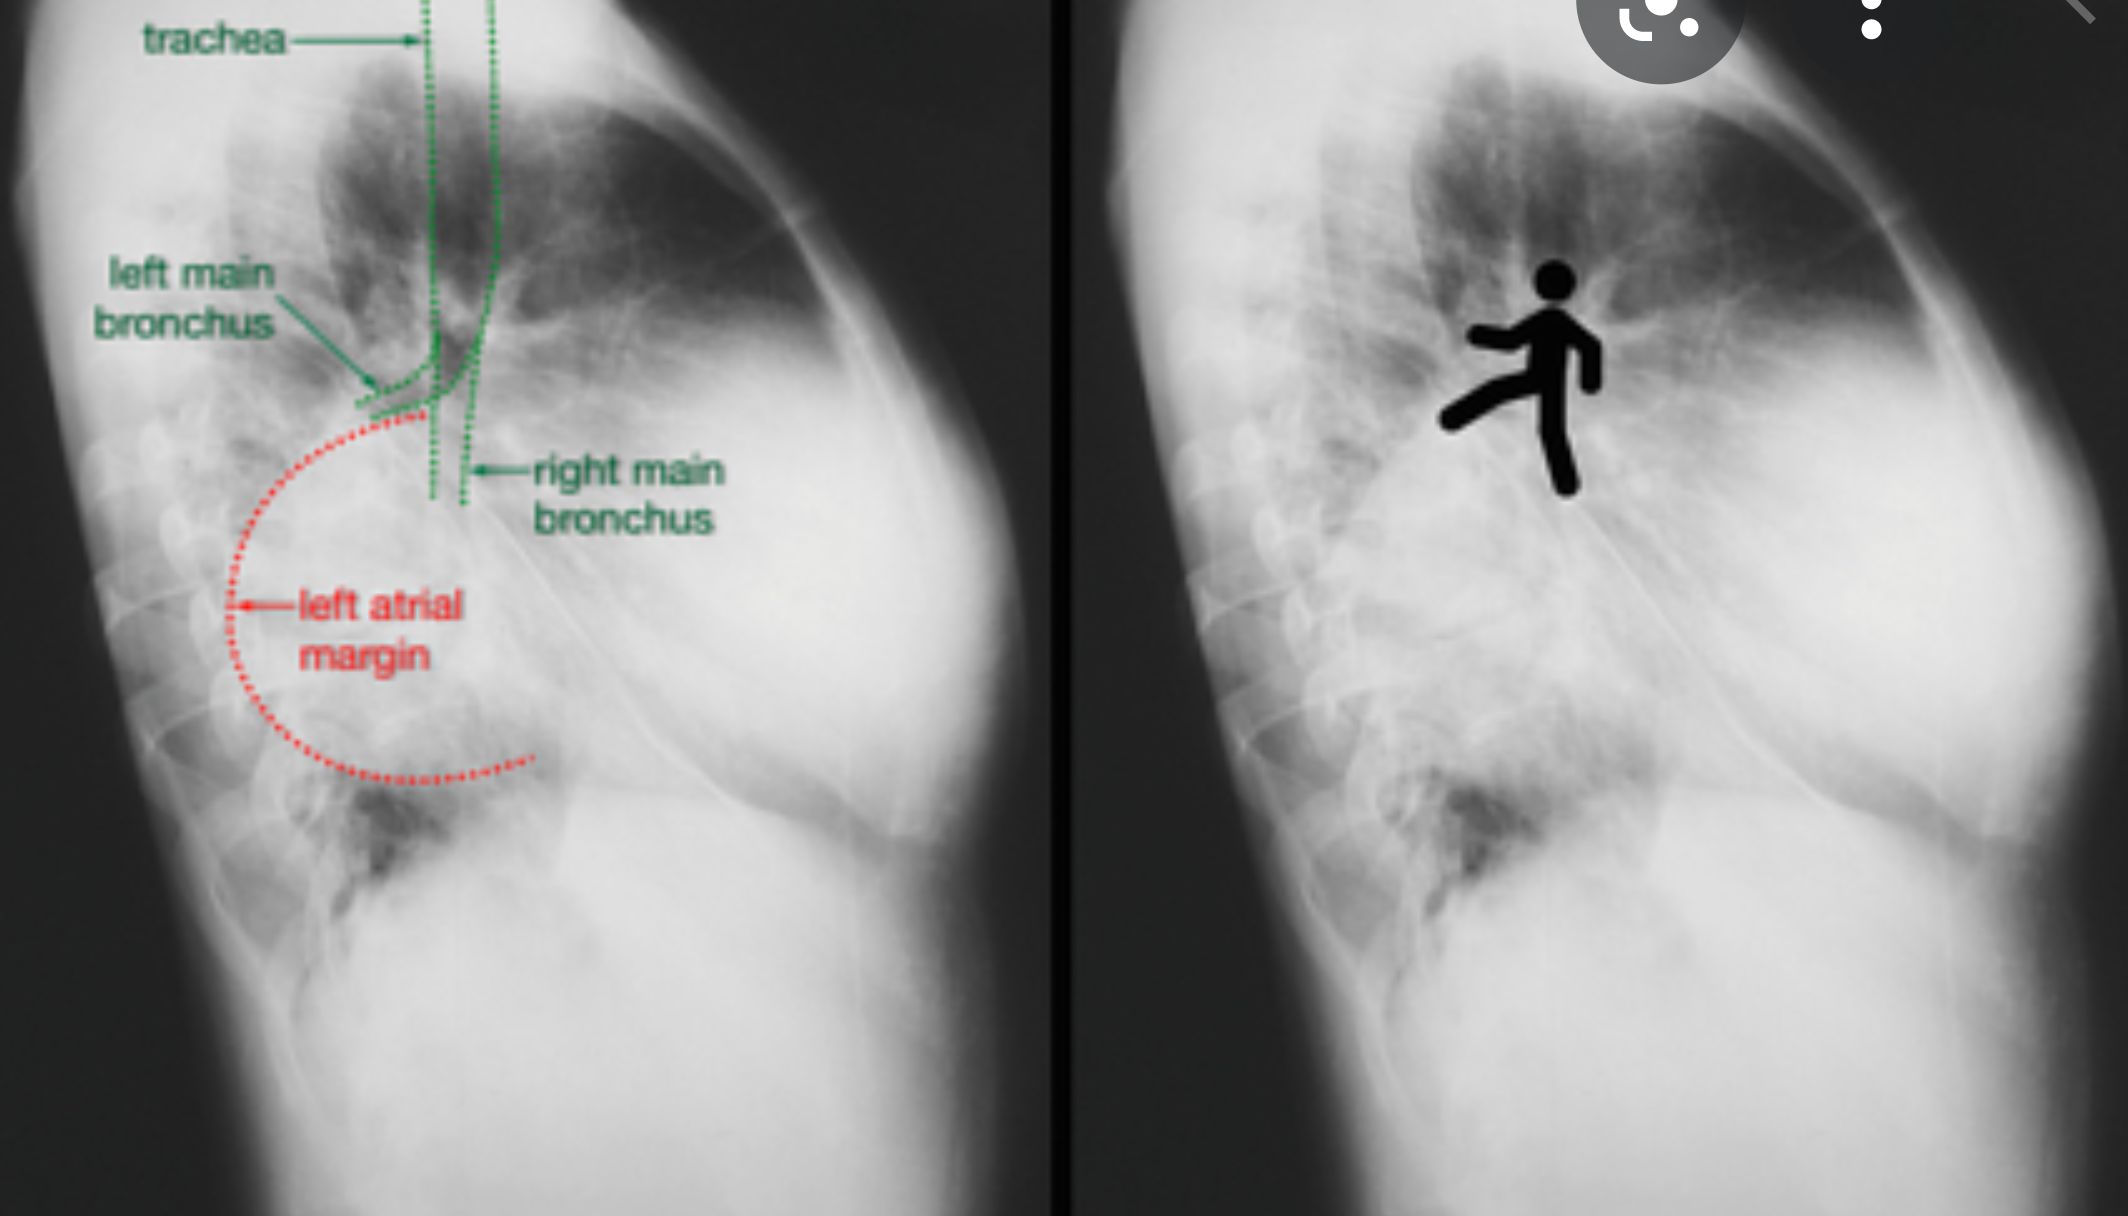 trachea
left main
bronchus
right main
bronchus
left atrial
margin